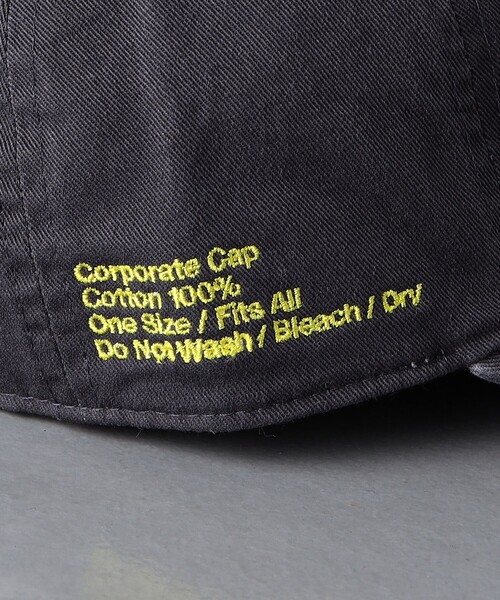 Corporate Cap
Cotton 100%
One Size / Fits All
Do Not Wash / Bleach / Dry